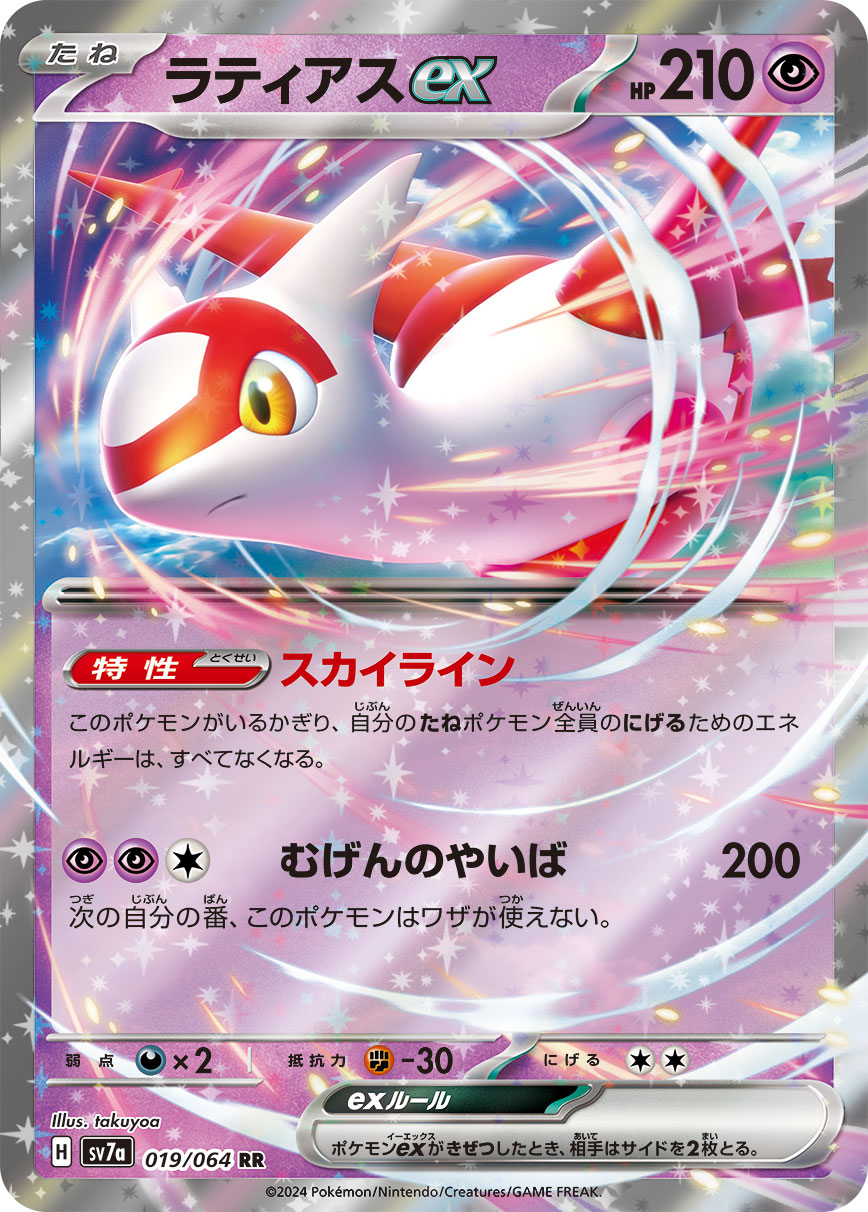 たね ラティアスex HP210
特性 とくせい スカイライン
このポケモンがいるかぎり、自分のたねポケモン全員のにげるためのエネ
ルギーは、すべてなくなる。
むげんのやいば 200
次の自分の番、このポケモンはワザが使えない。
弱点 ×2 抵抗力 -30 にげる
exルール
ポケモンexがきぜつしたとき、相手はサイドを2枚とる。
Illus. takuyoa
H sv7a 019/064 RR
©2024 Pokémon/Nintendo/Creatures/GAME FREAK.